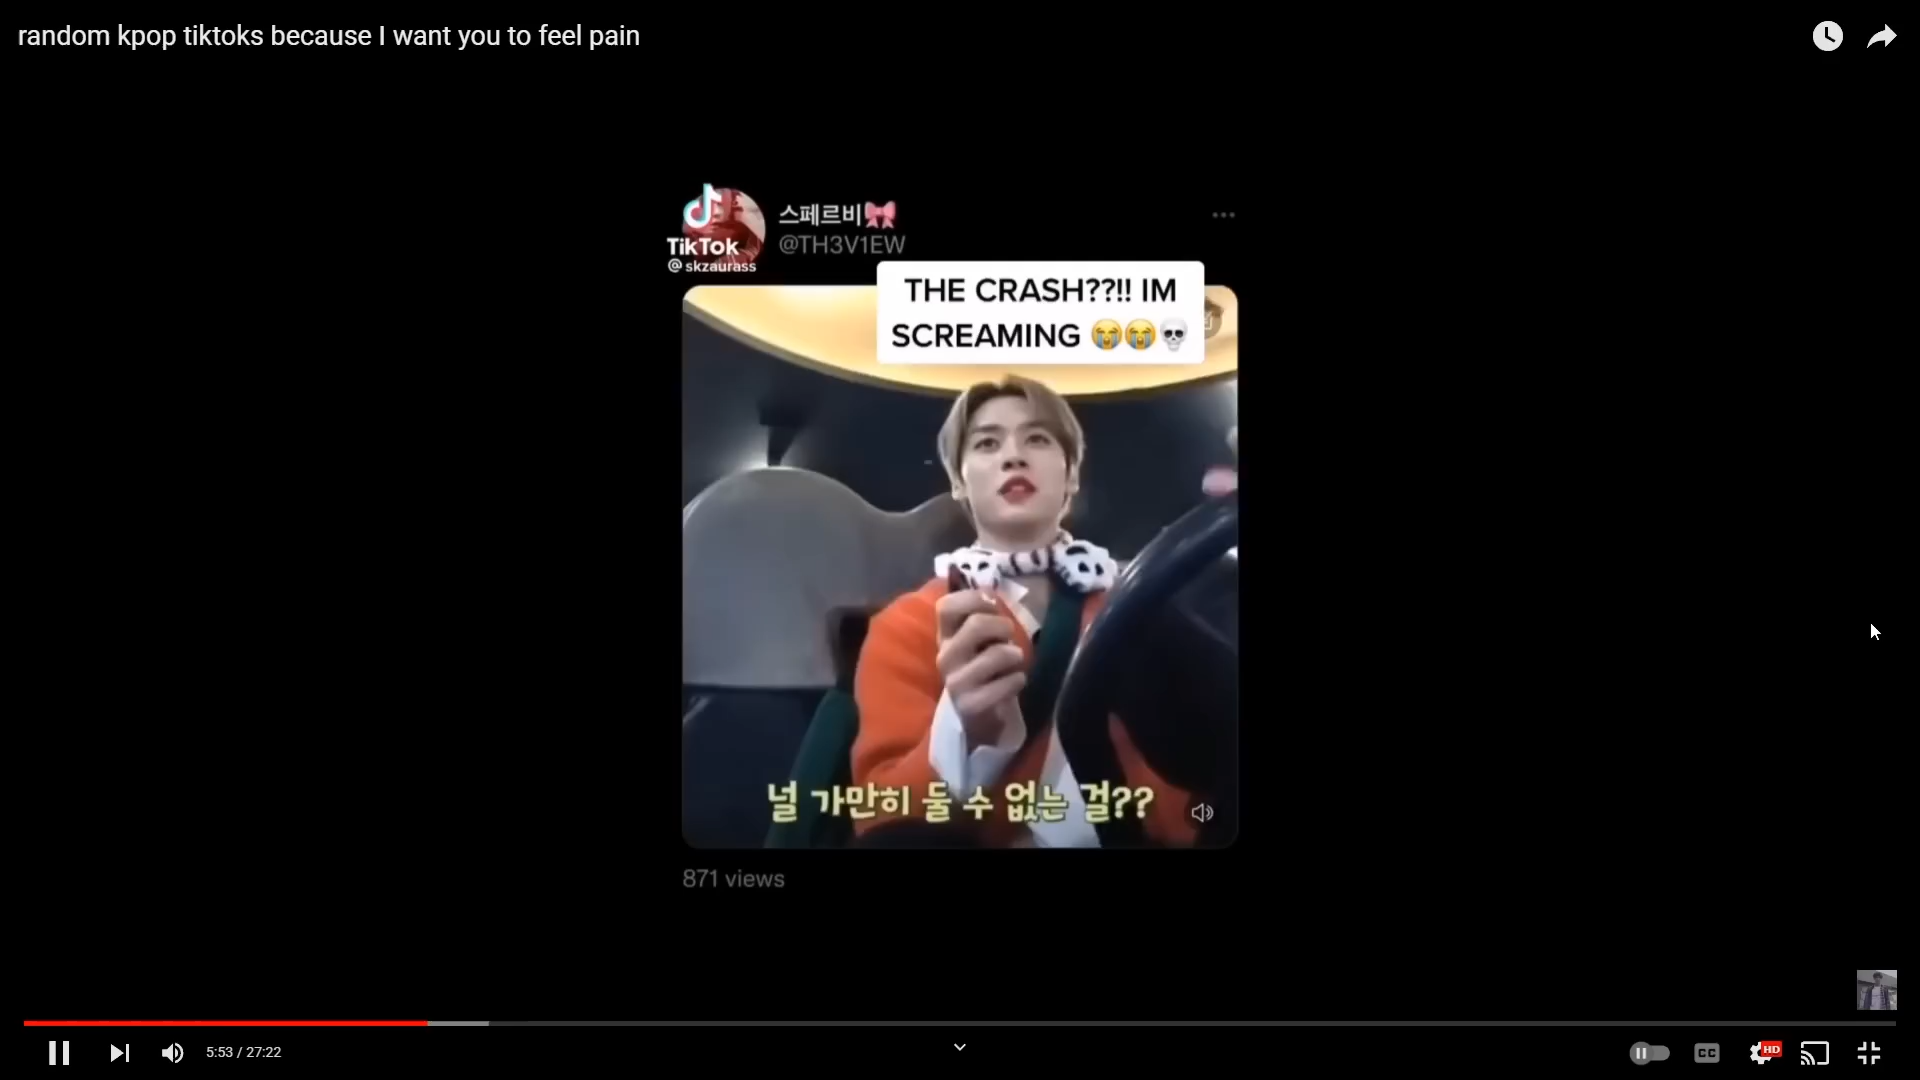 random kpop tiktoks because I want you to feel pain
스페르비🎀
TikTok
@TH3V1EW
@ skzaurass
THE CRASH??!! IM
SCREAMING 😭😭💀
널 가만히 둘 수 없는 걸??
871 views
5:53 / 27:22
CC
HD